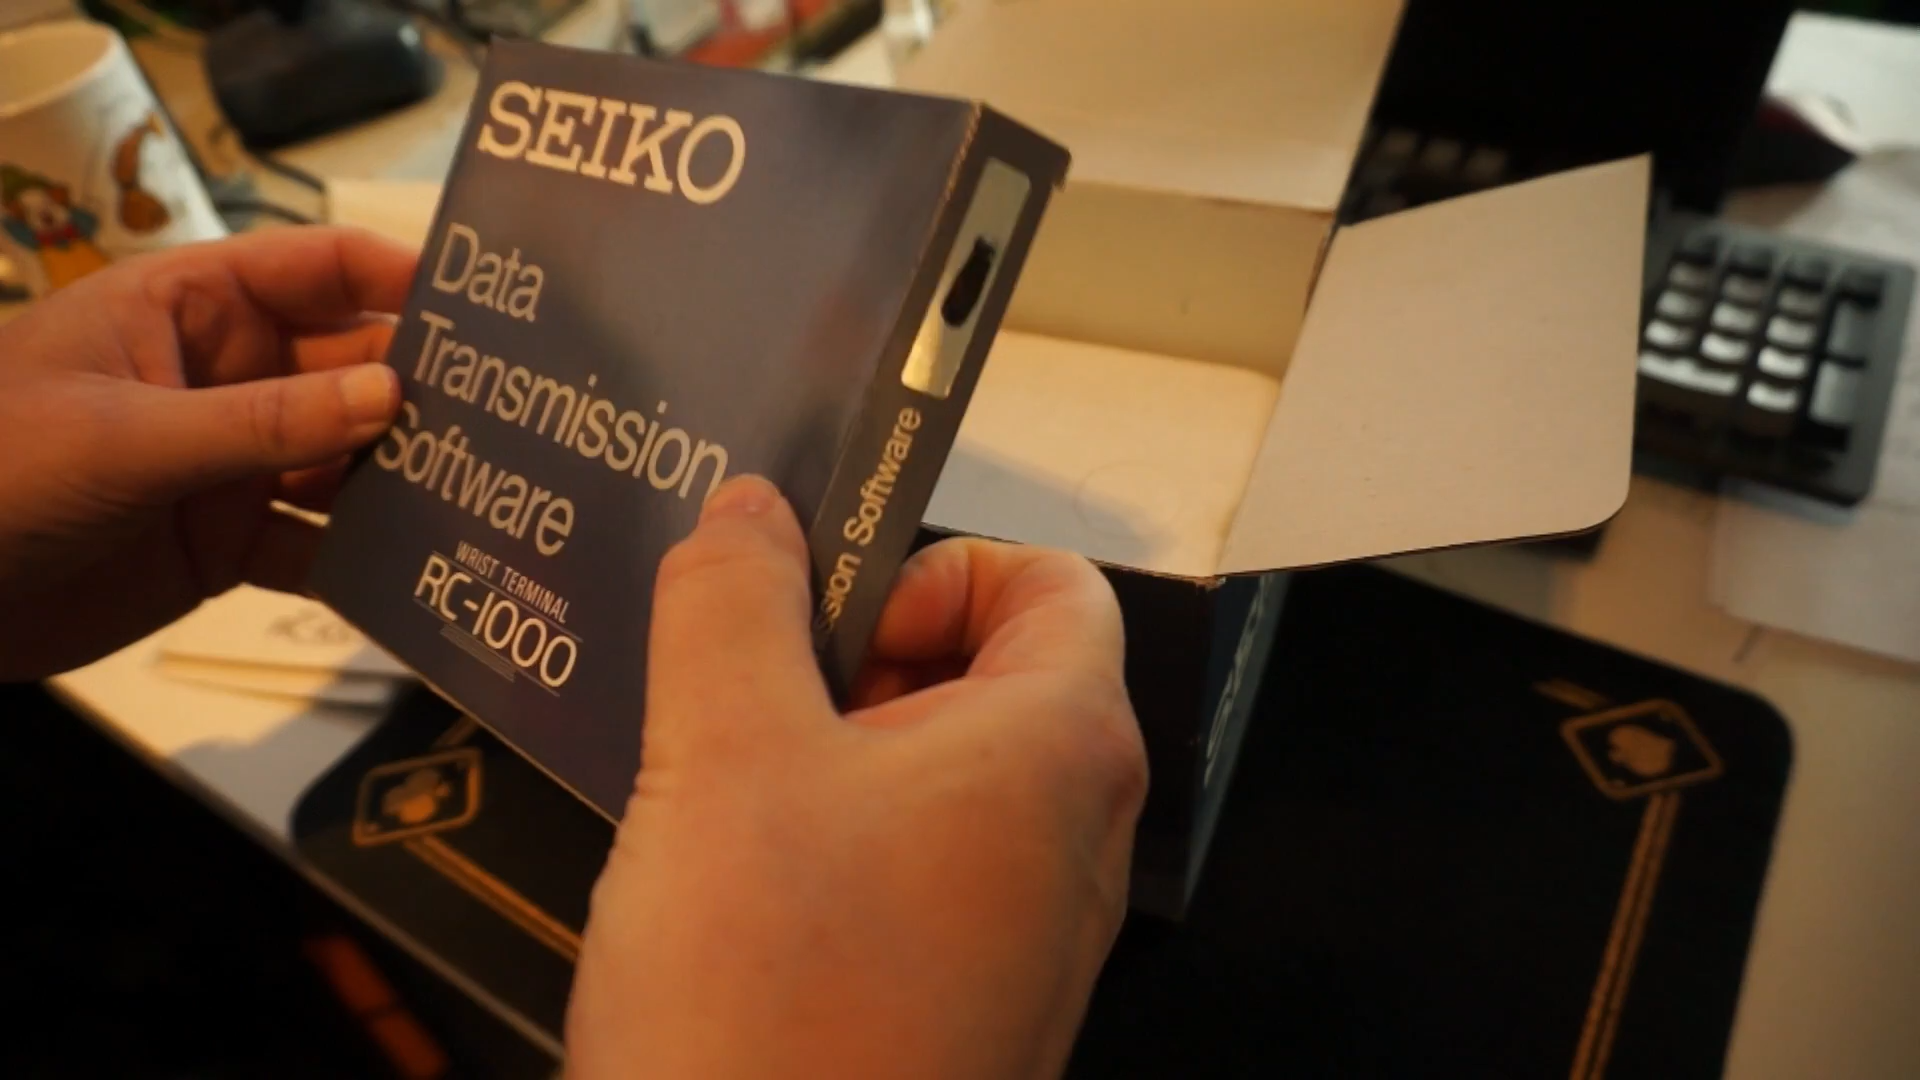 SEIKO
Data
Transmission
Software
WRIST TERMINAL
RC-1000
ssion Software